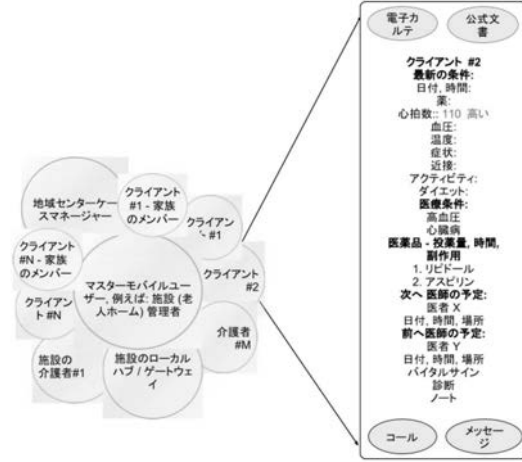 電子カ
ルテ
公式文
書
クライアント #2
最新の条件:
日付, 時間:
薬:
心拍数:: 110 高い
血圧:
温度:
症状:
近接:
アクティビティ:
ダイエット:
医療条件:
高血圧
心臓病
医薬品 - 投薬量, 時間,
副作用
1. リピドール
2. アスピリン
次へ 医師の予定:
医者 X
日付, 時間, 場所
前へ医師の予定:
医者 Y
日付, 時間, 場所
バイタルサイン
診断
ノート
コール
メッセー
ジ
地域センターケー
スマネージャー
クライアント
#1 - 家族
のメンバー
クライアン
ト #1
クライアント
#N - 家族
のメンバー
マスターモバイルユー
ザー, 例えば: 施設 (老
人ホーム) 管理者
クライアント
#2
クライアン
ト #N
介護者
#M
施設の
介護者#1
施設のローカル
ハブ / ゲートウェ
イ